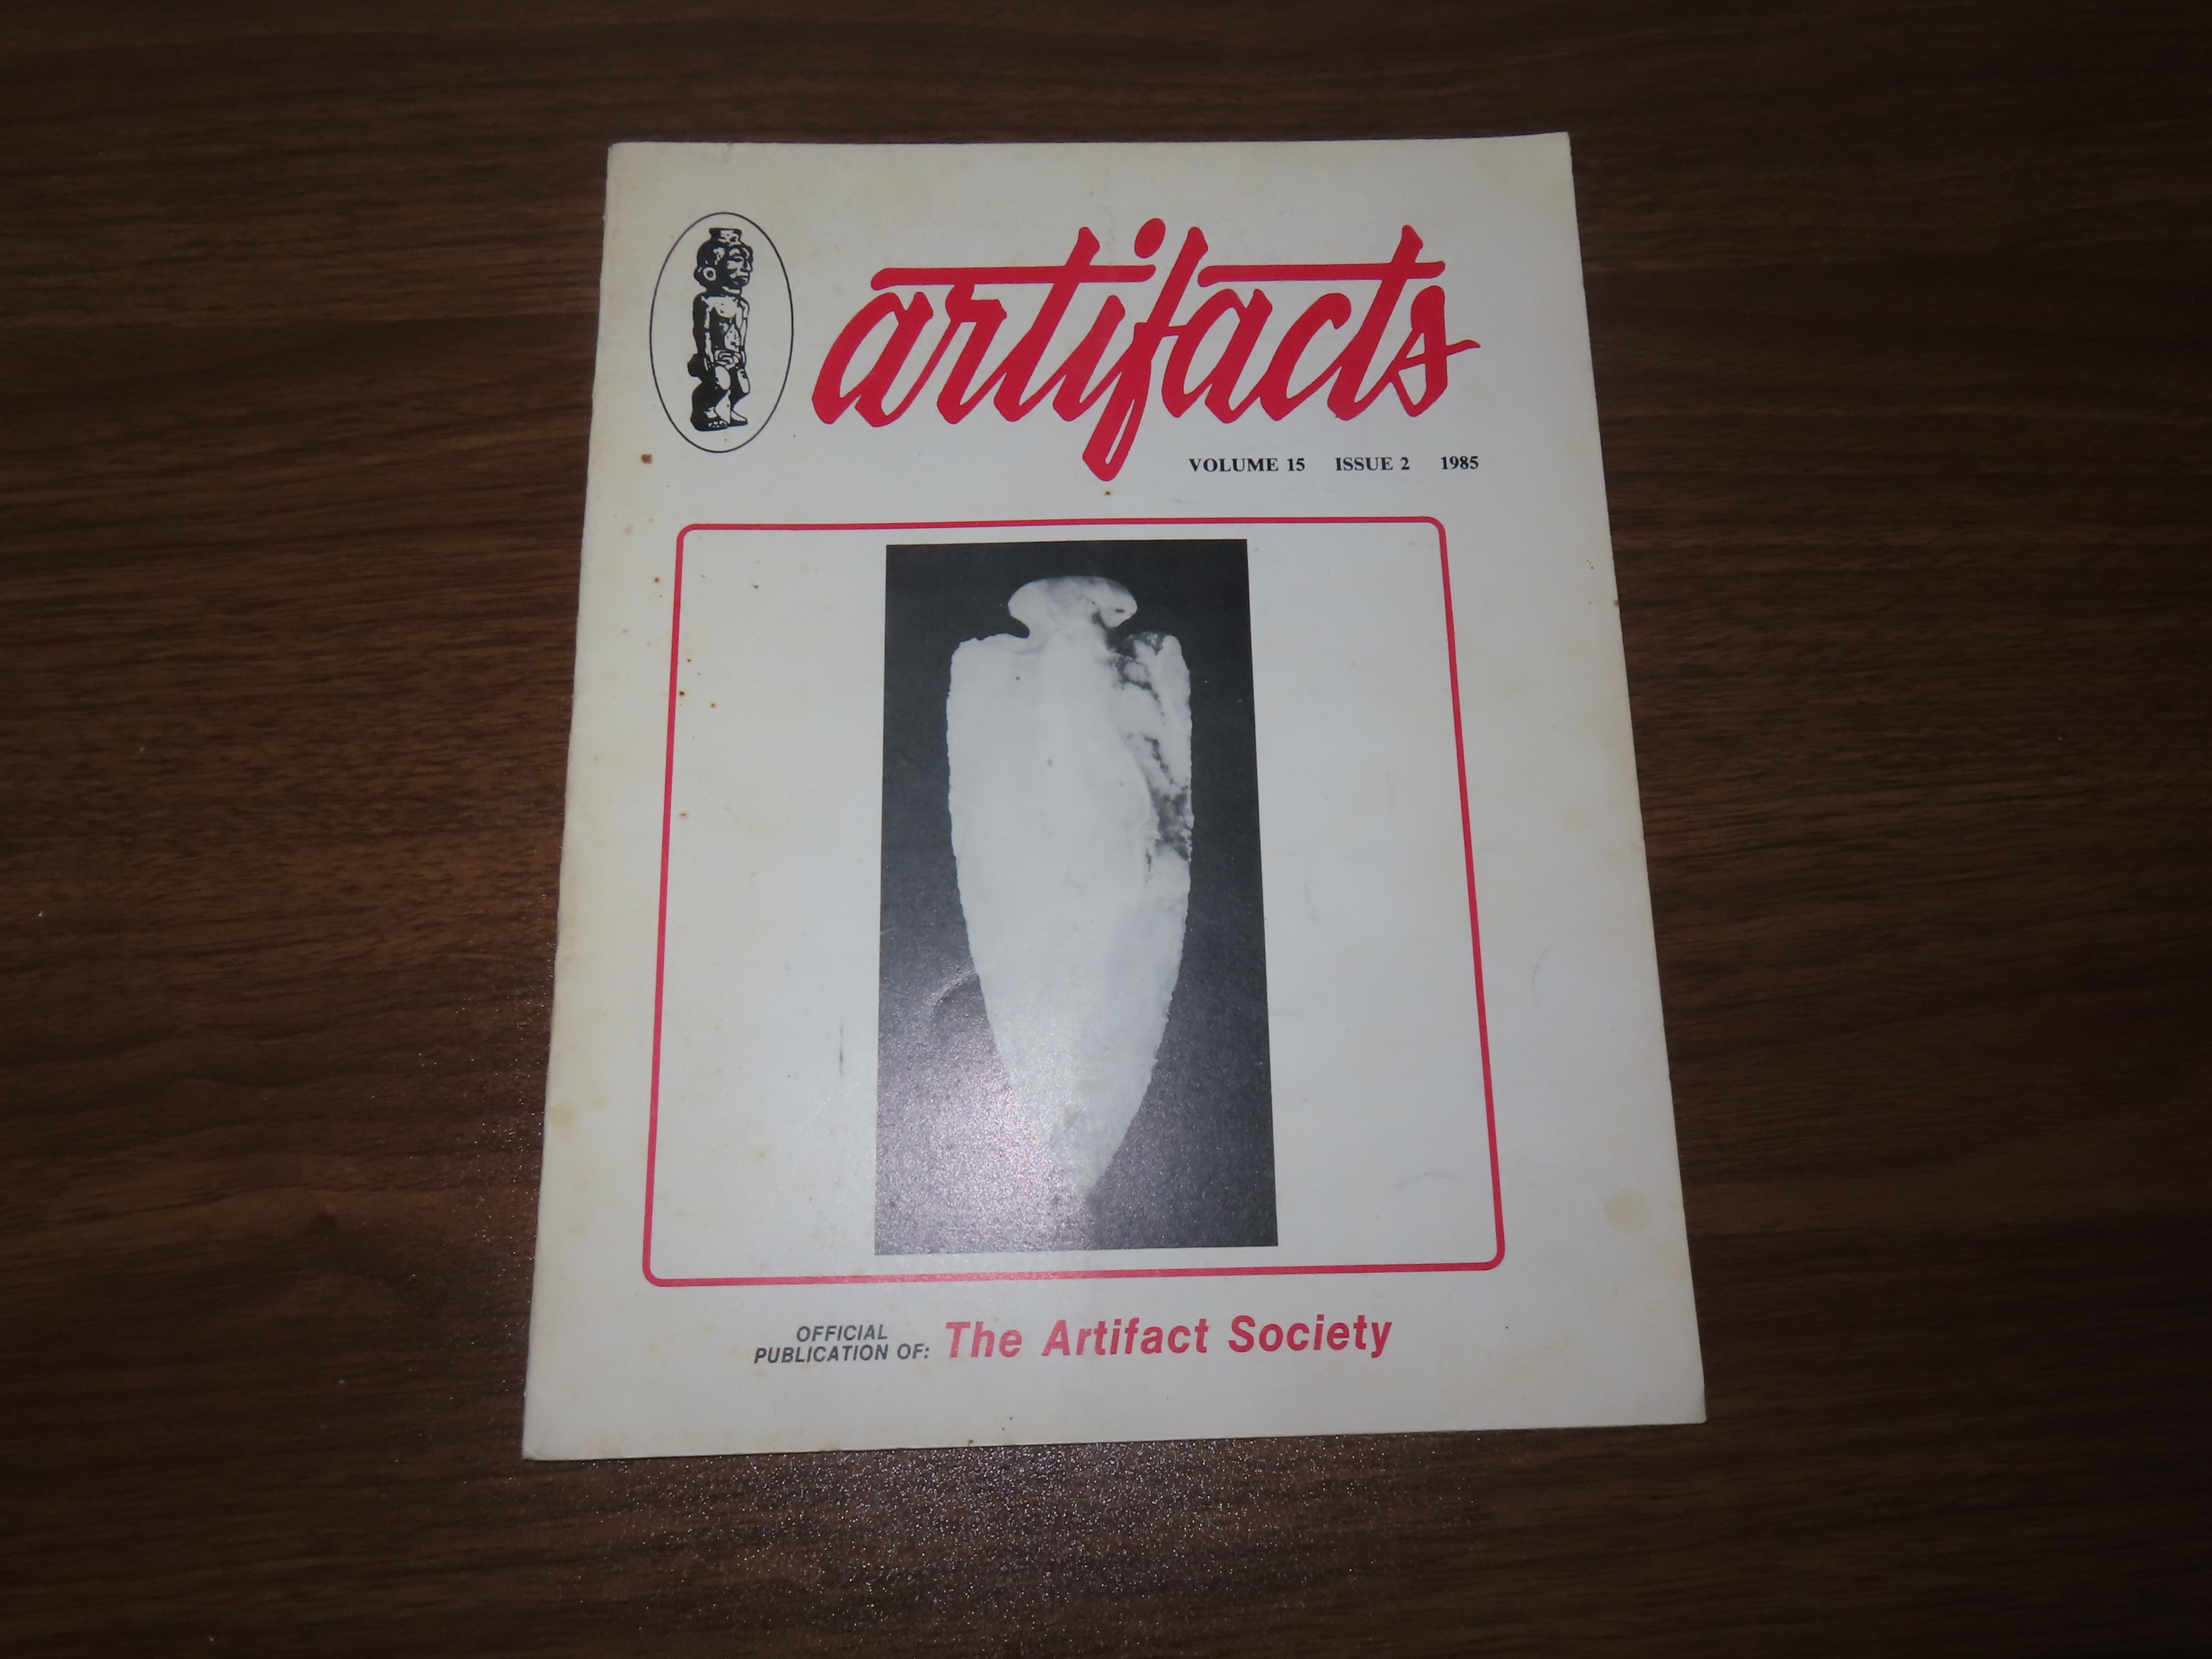 artifacts
VOLUME 15 ISSUE 2 1985
OFFICIAL
PUBLICATION OF: The Artifact Society